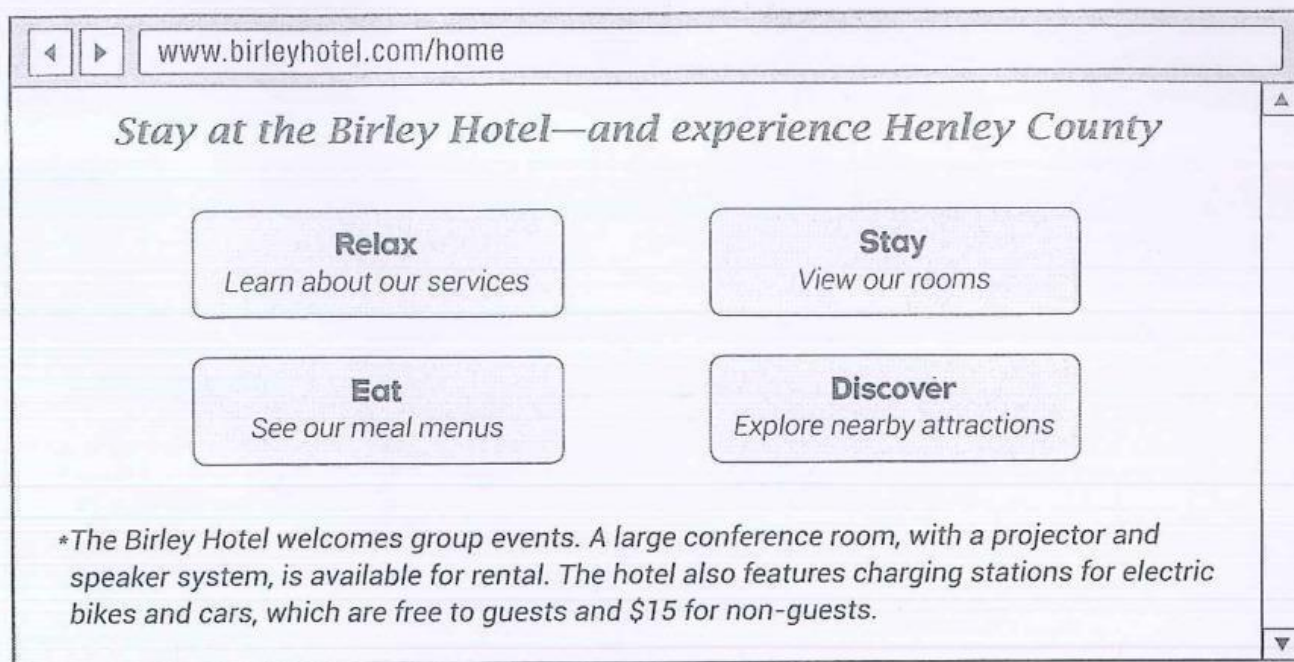 www.birleyhotel.com/home
Stay at the Birley Hotel—and experience Henley County
Relax
Learn about our services
Stay
View our rooms
Eat
See our meal menus
Discover
Explore nearby attractions
*The Birley Hotel welcomes group events. A large conference room, with a projector and
speaker system, is available for rental. The hotel also features charging stations for electric
bikes and cars, which are free to guests and $15 for non-guests.